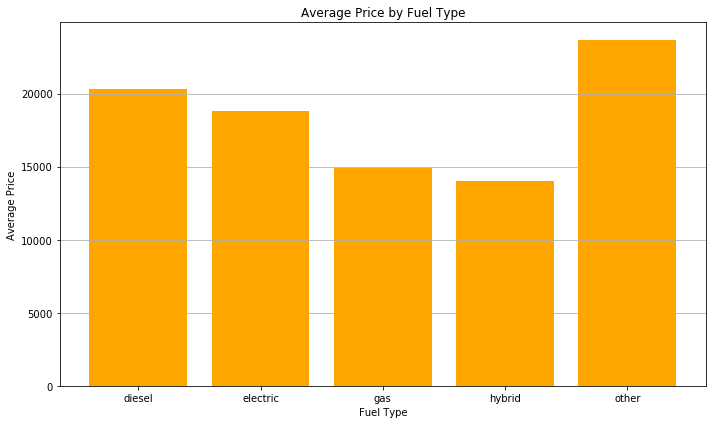 Average Price by Fuel Type
Average Price
20000
15000
10000
5000
0
diesel electric gas hybrid other
Fuel Type